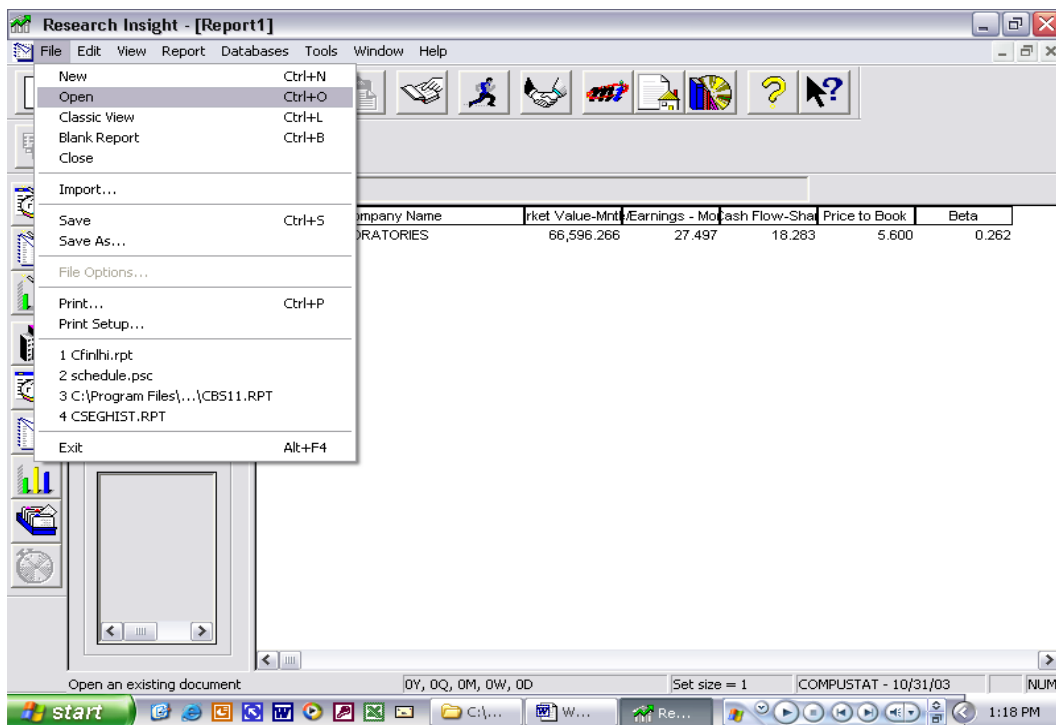 Research Insight - [Report1]
File Edit View Report Databases Tools Window Help
New Ctrl+N
Open Ctrl+O
Classic View Ctrl+L
Blank Report Ctrl+B
Close
Import...
Save Ctrl+S
Save As...
File Options...
Print... Ctrl+P
Print Setup...
1 Cfinlhi.rpt
2 schedule.psc
3 C:\Program Files\...\CBS11.RPT
4 CSEGHIST.RPT
Exit Alt+F4
ompany Name rket Value-Mnth /Earnings - Mo Cash Flow-Shar Price to Book Beta
ORATORIES 66,596.266 27.497 18.283 5.600 0.262
Open an existing document 0Y, 0Q, 0M, 0W, 0D Set size = 1 COMPUSTAT - 10/31/03 NUM
start C:\... W... Re... 1:18 PM